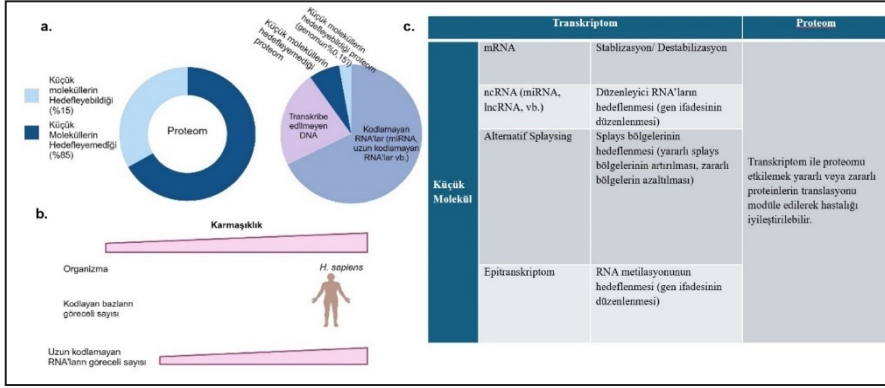 a.
Küçük
moleküllerin
Hedefleyebildiği
(%15)
Küçük
Moleküllerin
Hedefleyemediği
(%85)
Proteom
Küçük moleküllerin
hedefleyemediği
proteom
Küçük moleküllerin
hedefleyebildiği proteom
(genomun%0,15'i)
Transkribe
edilmeyen
DNA
Kodlamayan
RNA'lar (miRNA,
uzun kodlamayan
RNA'lar vb.)
b.
Karmaşıklık
Organizma
H. sapiens
Kodlayan bazların
göreceli sayısı
Uzun kodlamayan
RNA'ların göreceli sayısı
c.
Transkriptom
Proteom
Küçük
Molekül
mRNA
Stablizasyon/ Destabilizasyon
ncRNA (miRNA,
lncRNA, vb.)
Düzenleyici RNA'ların
hedeflenmesi (gen ifadesinin
düzenlenmesi)
Alternatif Splaysing
Splays bölgelerinin
hedeflenmesi (yararlı splays
bölgelerinin artırılması, zararlı
bölgelerin azaltılması)
Epitranskriptom
RNA metilasyonunun
hedeflenmesi (gen ifadesinin
düzenlenmesi)
Transkriptom ile proteomu
etkilemek yararlı veya zararlı
proteinlerin translasyonu
modüle edilerek hastalığı
iyileştirilebilir.